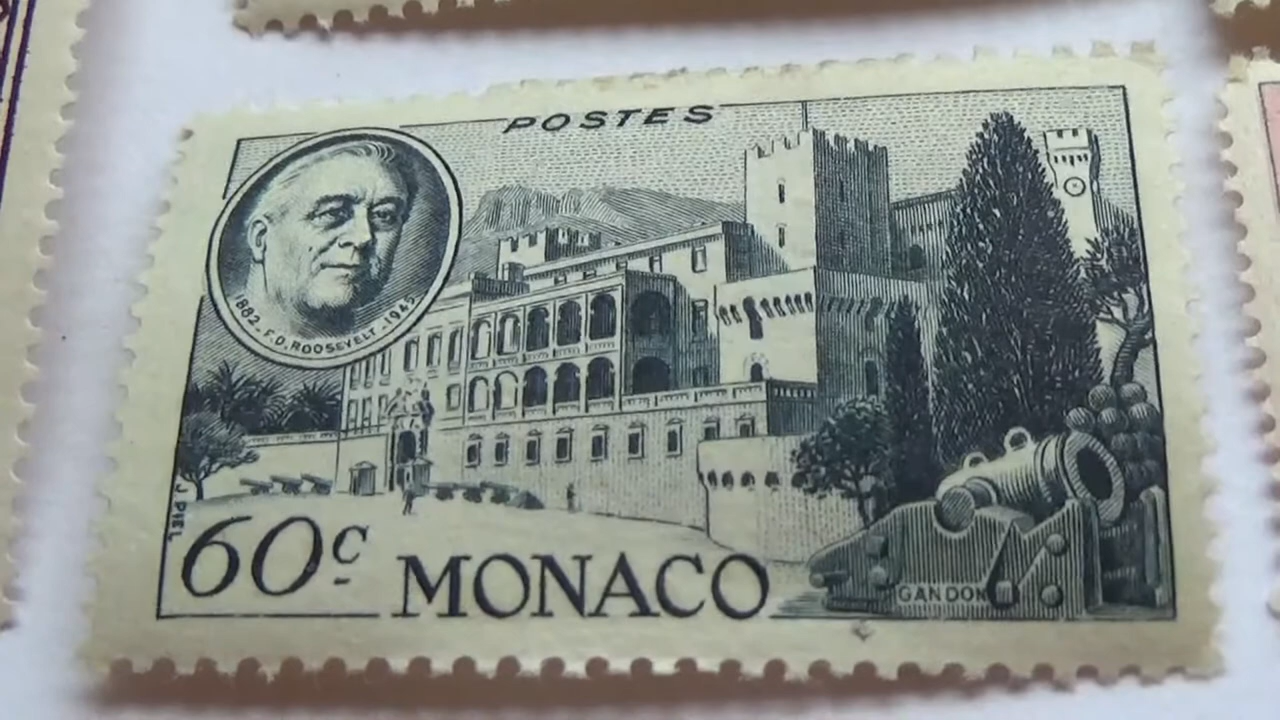 POSTES
1882 - F.D. ROOSEVELT - 1945
J. PIEL
60c
MONACO
GANDON